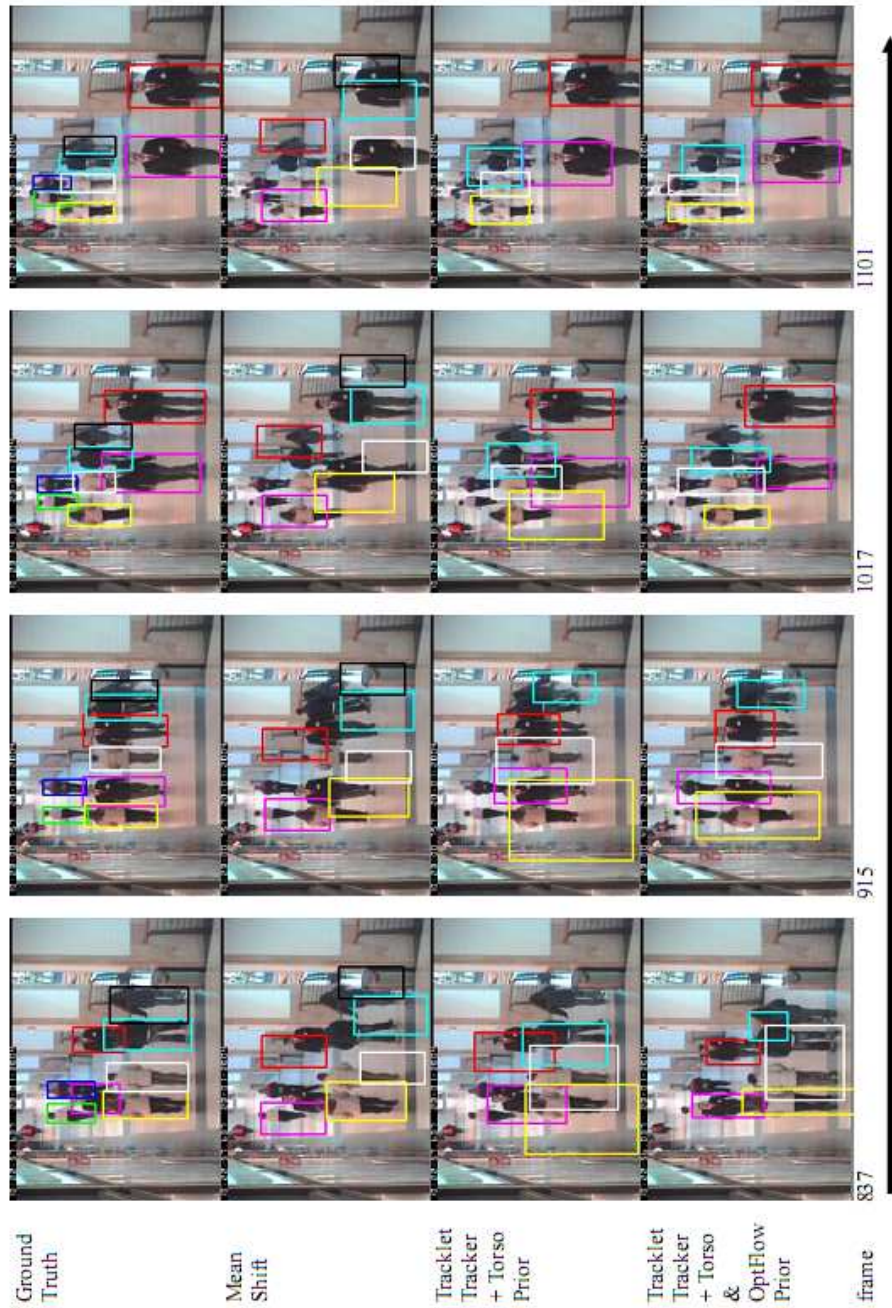 Ground
Truth
Mean
Shift
Tracklet
Tracker
+ Torso
Prior
Tracklet
Tracker
+ Torso
&
OptFlow
Prior
frame
837
915
1017
1101